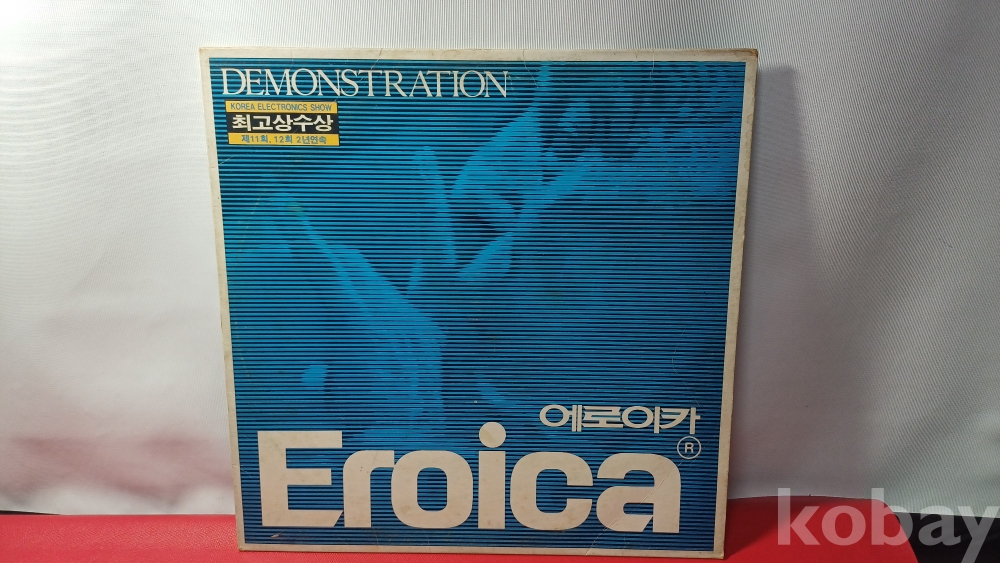 DEMONSTRATION
KOREA ELECTRONICS SHOW
최고상수상
제11회, 12회 2년연속
에로이카
Eroica
R
kobay